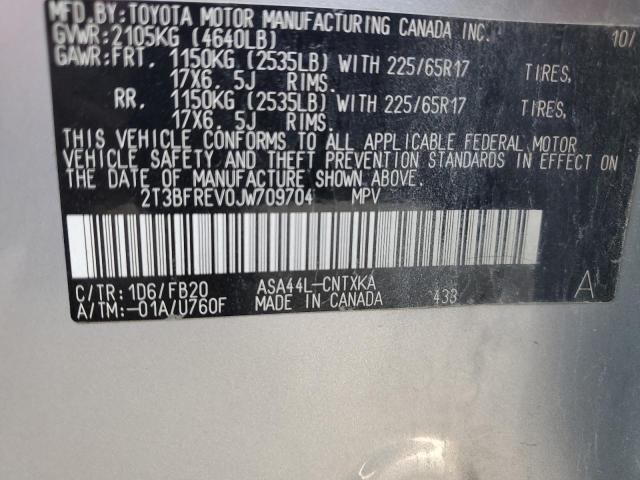 MFD.BY:TOYOTA MOTOR MANUFACTURING CANADA INC. 10/
GVWR:2105KG (4640LB)
GAWR:FRT. 1150KG (2535LB) WITH 225/65R17 TIRES,
17X6.5J RIMS.
RR. 1150KG (2535LB) WITH 225/65R17 TIRES,
17X6.5J RIMS.
THIS VEHICLE CONFORMS TO ALL APPLICABLE FEDERAL MOTOR
VEHICLE SAFETY AND THEFT PREVENTION STANDARDS IN EFFECT ON
THE DATE OF MANUFACTURE SHOWN ABOVE.
2T3BFREV0JW709704 MPV
C/TR:1D6/FB20 ASA44L-CNTXKA
A/TM:-01A/U760F MADE IN CANADA 433 A